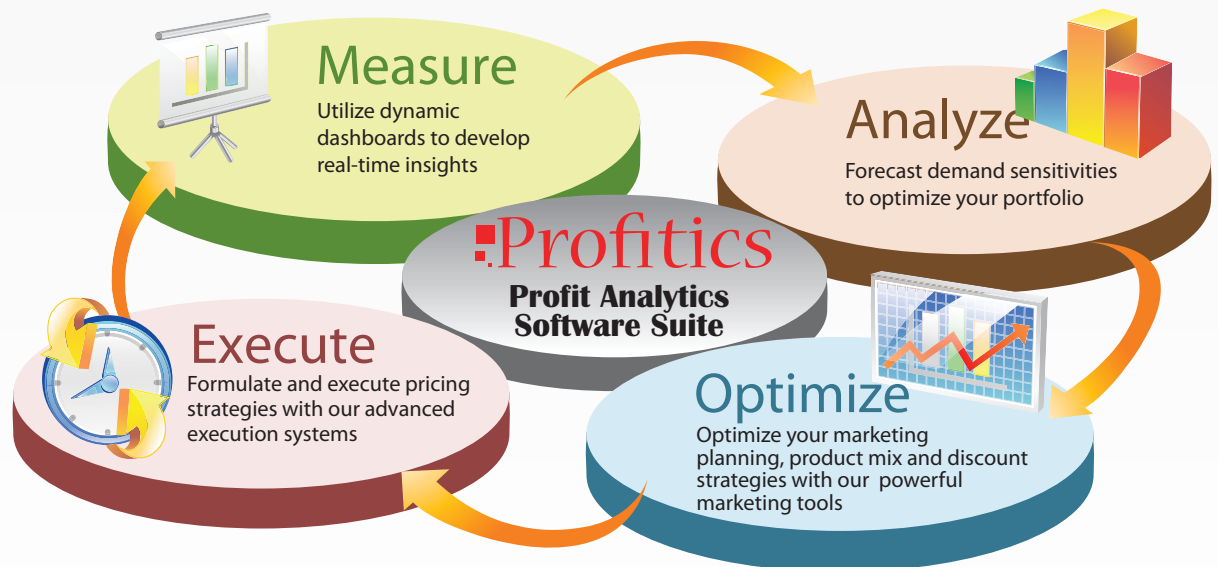 Measure
Utilize dynamic
dashboards to develop
real-time insights
Analyze
Forecast demand sensitivities
to optimize your portfolio
Profitics
Profit Analytics
Software Suite
Execute
Formulate and execute pricing
strategies with our advanced
execution systems
Optimize
Optimize your marketing
planning, product mix and discount
strategies with our powerful
marketing tools